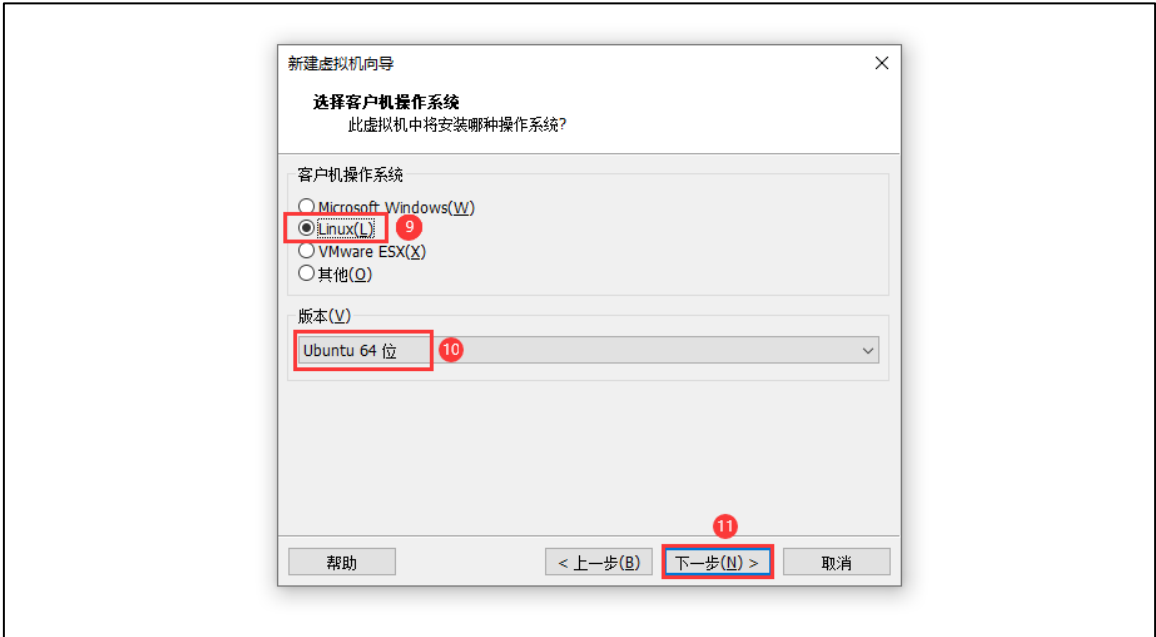 新建虚拟机向导
选择客户机操作系统
此虚拟机中将安装哪种操作系统?
客户机操作系统
Microsoft Windows(W)
Linux(L) 9
VMware ESX(X)
其他(O)
版本(V)
Ubuntu 64 位 10
11
帮助 < 上一步(B) 下一步(N) > 取消